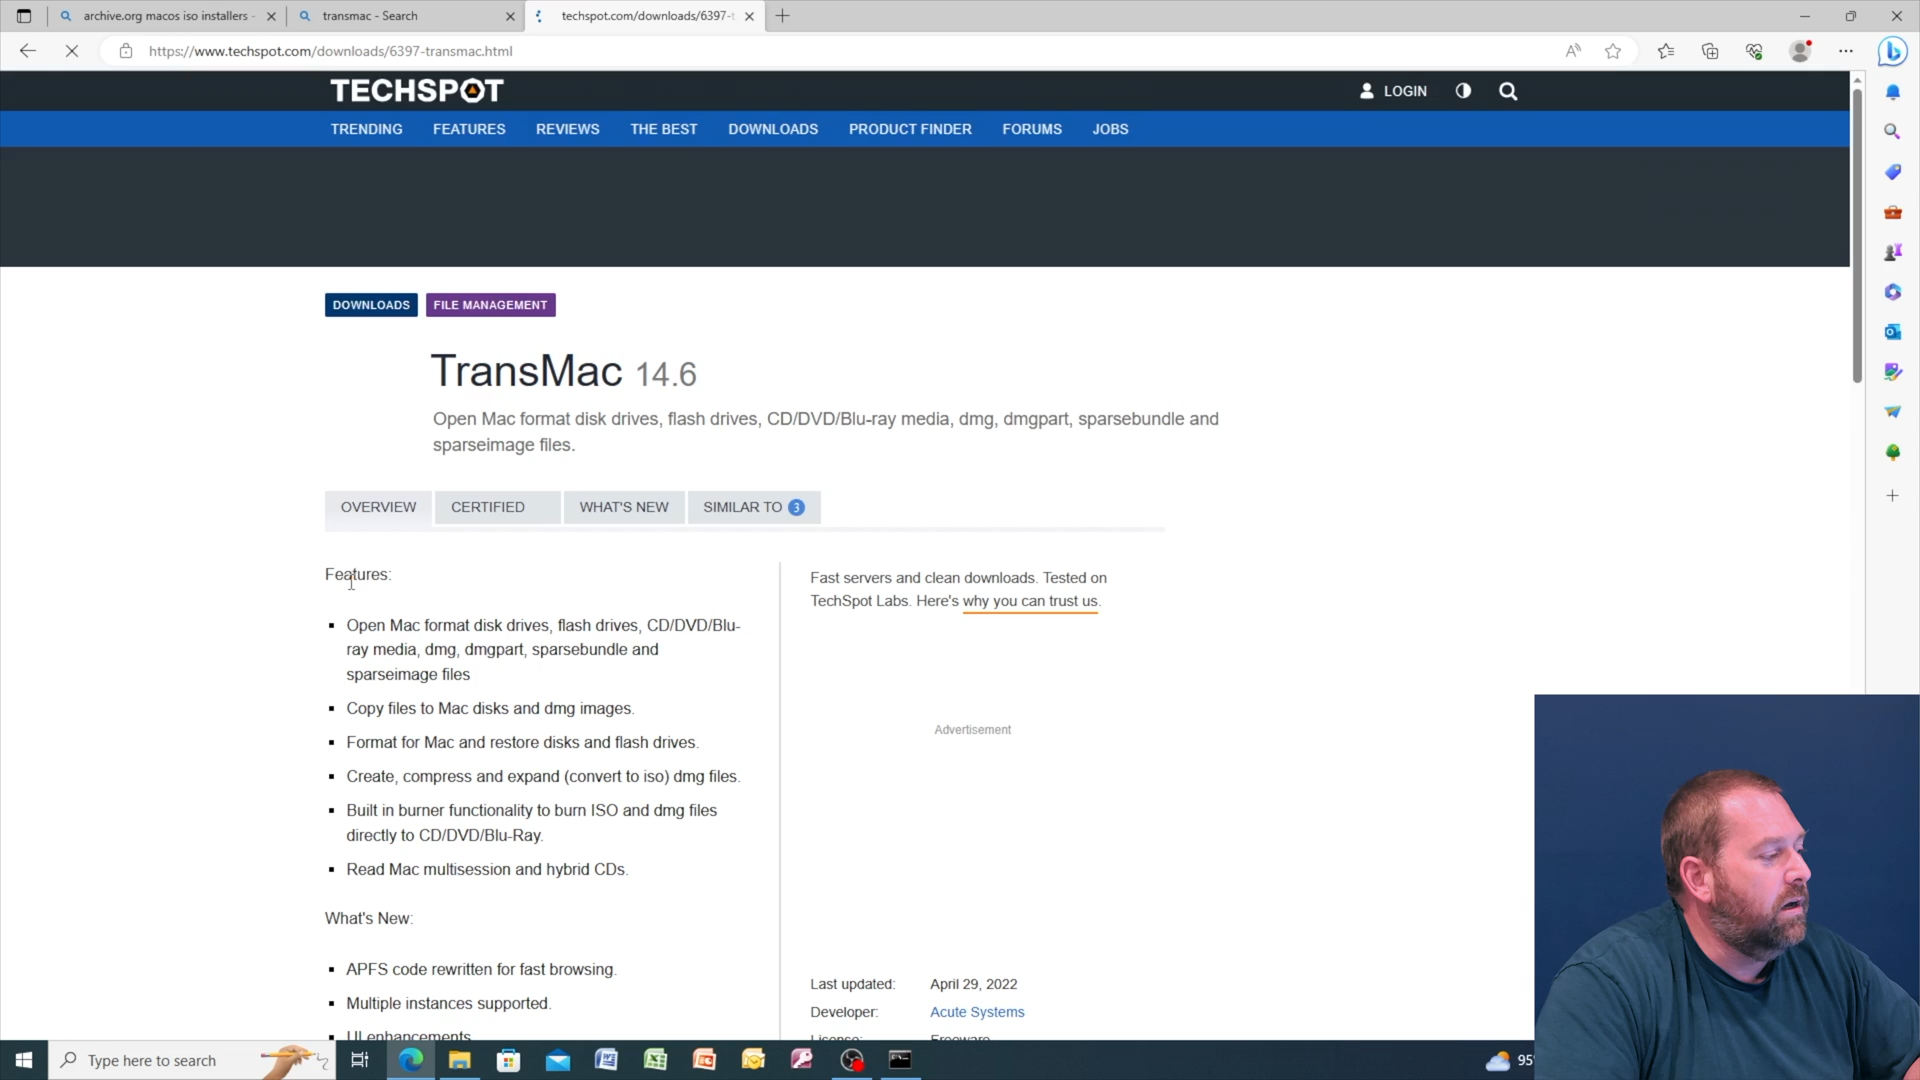 archive.org macos iso installers -
transmac - Search
techspot.com/downloads/6397-t
https://www.techspot.com/downloads/6397-transmac.html
TECHSPOT
LOGIN
TRENDING FEATURES REVIEWS THE BEST DOWNLOADS PRODUCT FINDER FORUMS JOBS
DOWNLOADS FILE MANAGEMENT
TransMac 14.6
Open Mac format disk drives, flash drives, CD/DVD/Blu-ray media, dmg, dmgpart, sparsebundle and
sparseimage files.
OVERVIEW CERTIFIED WHAT'S NEW SIMILAR TO 3
Features:
Open Mac format disk drives, flash drives, CD/DVD/Blu-
ray media, dmg, dmgpart, sparsebundle and
sparseimage files
Copy files to Mac disks and dmg images.
Format for Mac and restore disks and flash drives.
Create, compress and expand (convert to iso) dmg files.
Built in burner functionality to burn ISO and dmg files
directly to CD/DVD/Blu-Ray.
Read Mac multisession and hybrid CDs.
What's New:
APFS code rewritten for fast browsing.
Multiple instances supported.
UI enhancements
Fast servers and clean downloads. Tested on
TechSpot Labs. Here's why you can trust us.
Advertisement
Last updated: April 29, 2022
Developer: Acute Systems
License: Freeware
Type here to search
95°